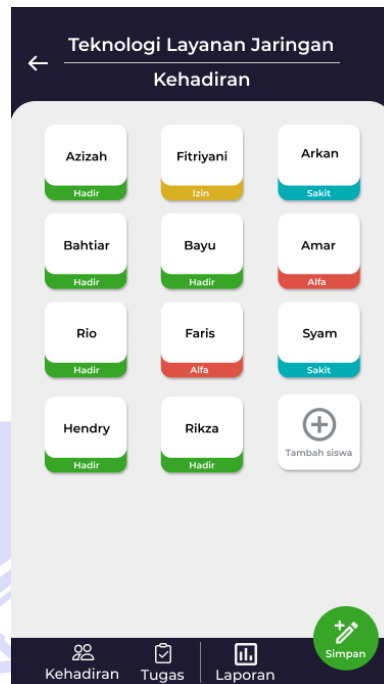 Teknologi Layanan Jaringan
Kehadiran
Azizah
Hadir
Fitriyani
Izin
Arkan
Sakit
Bahtiar
Hadir
Bayu
Hadir
Amar
Alfa
Rio
Hadir
Faris
Alfa
Syam
Sakit
Hendry
Hadir
Rikza
Hadir
Tambah siswa
Simpan
Kehadiran
Tugas
Laporan